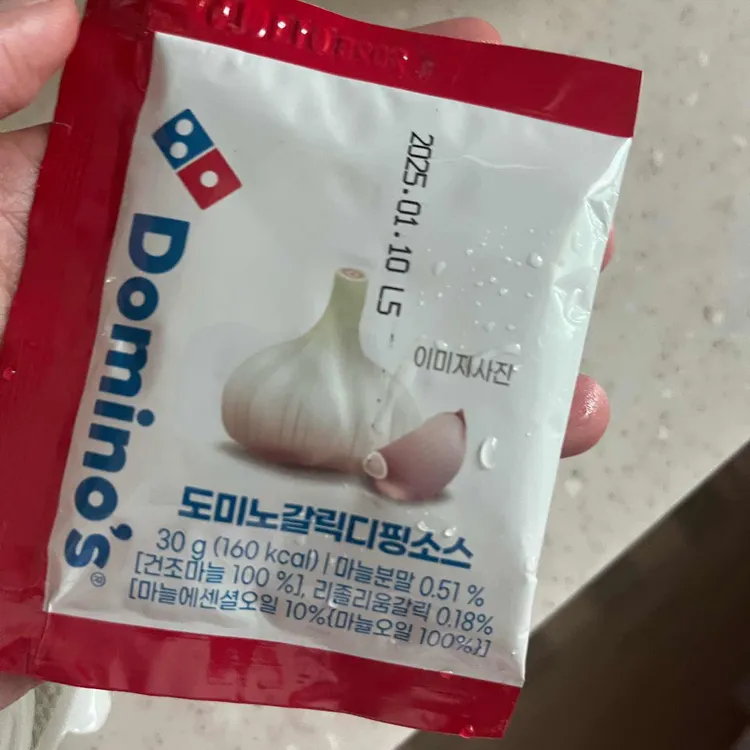 Domino's®
2025.01.10 L5
이미지사진
도미노갈릭디핑소스
30 g (160 kcal) | 마늘분말 0.51 %
[건조마늘 100 %], 리졸리움갈릭 0.18%
[마늘에센셜오일 10%{마늘오일 100%}]